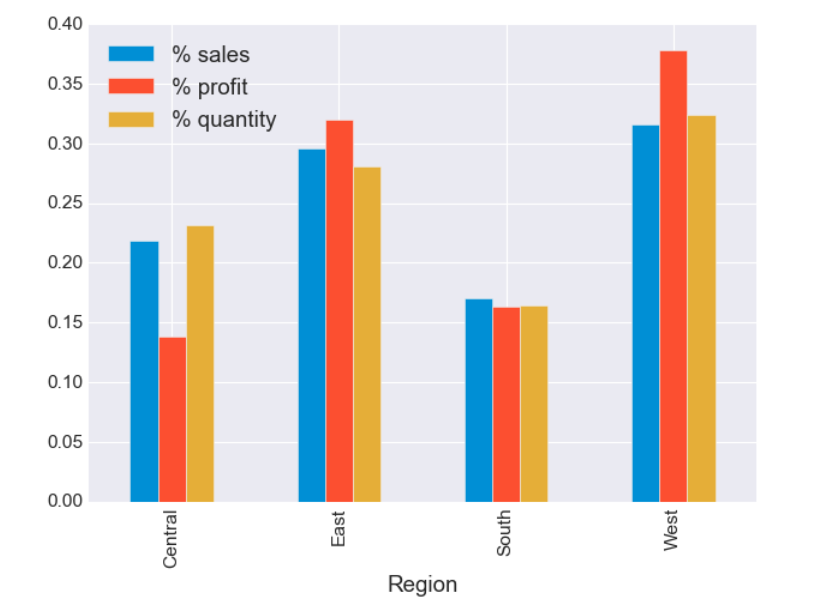 0.40
0.35
0.30
0.25
0.20
0.15
0.10
0.05
0.00
% sales
% profit
% quantity
Central
East
South
West
Region